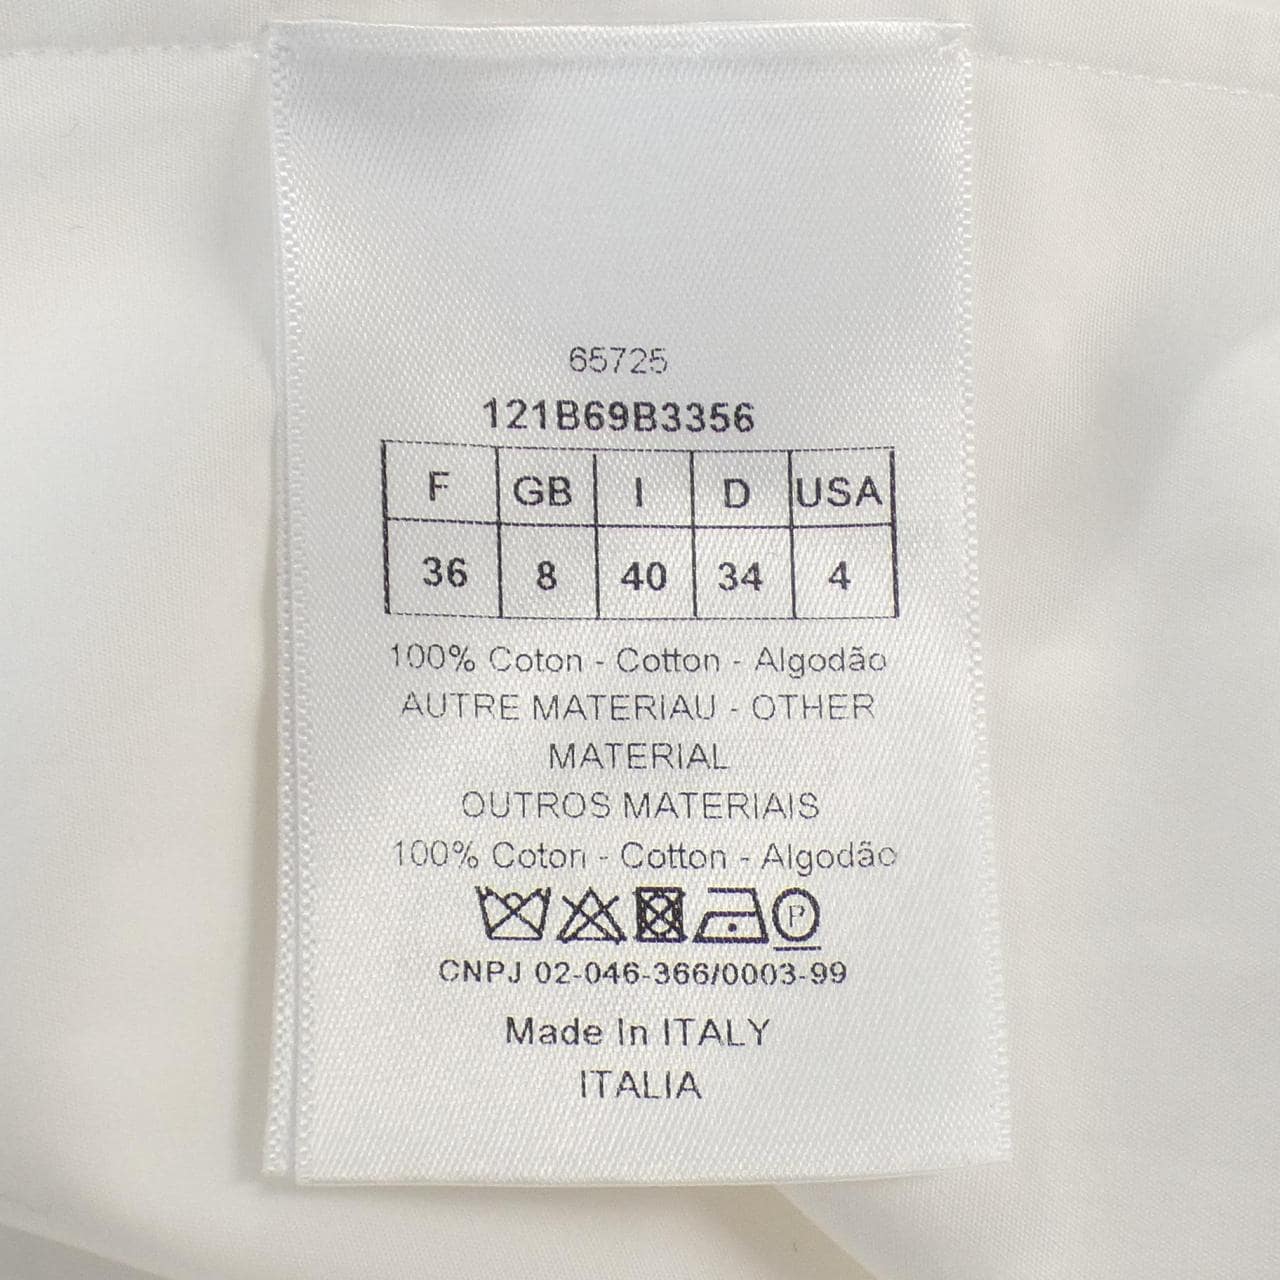 65725
121B69B3356
F GB I D USA
36 8 40 34 4
100% Coton - Cotton - Algodão
AUTRE MATERIAU - OTHER
MATERIAL
OUTROS MATERIAIS
100% Coton - Cotton - Algodão
P
CNPJ 02-046-366/0003-99
Made In ITALY
ITALIA